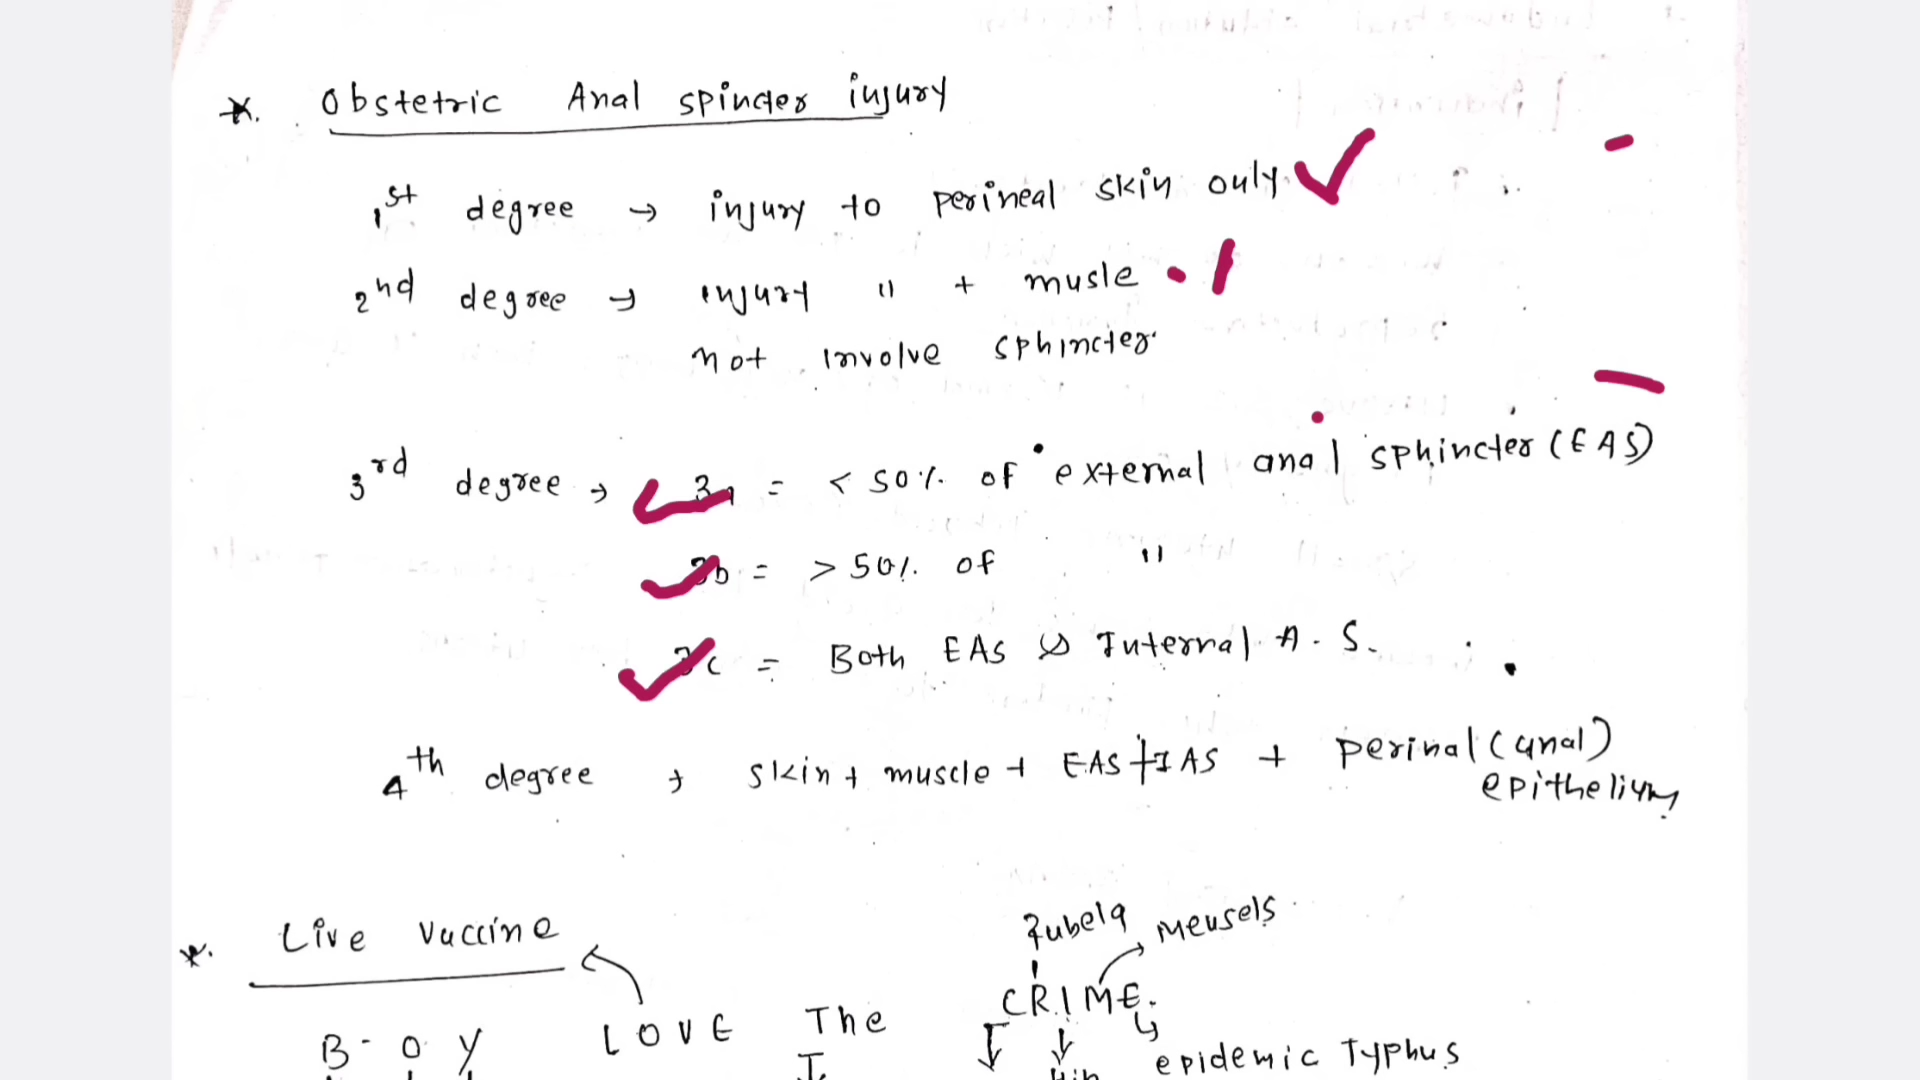 *. Obstetric Anal spincter injury
1st degree → injury to perineal skin only
2nd degree → injury " + musle
not involve sphincter
3rd degree → 3a = < 50% of external anal sphincter (EAS)
3b = > 50% of "
3c = Both EAS & Internal A. S.
4th degree → skin + muscle + EAS + IAS + perinal (anal)
epithelium
*. Live vaccine
Rubela Measels
B. O Y LOVE The CRIME.
epidemic Typhus